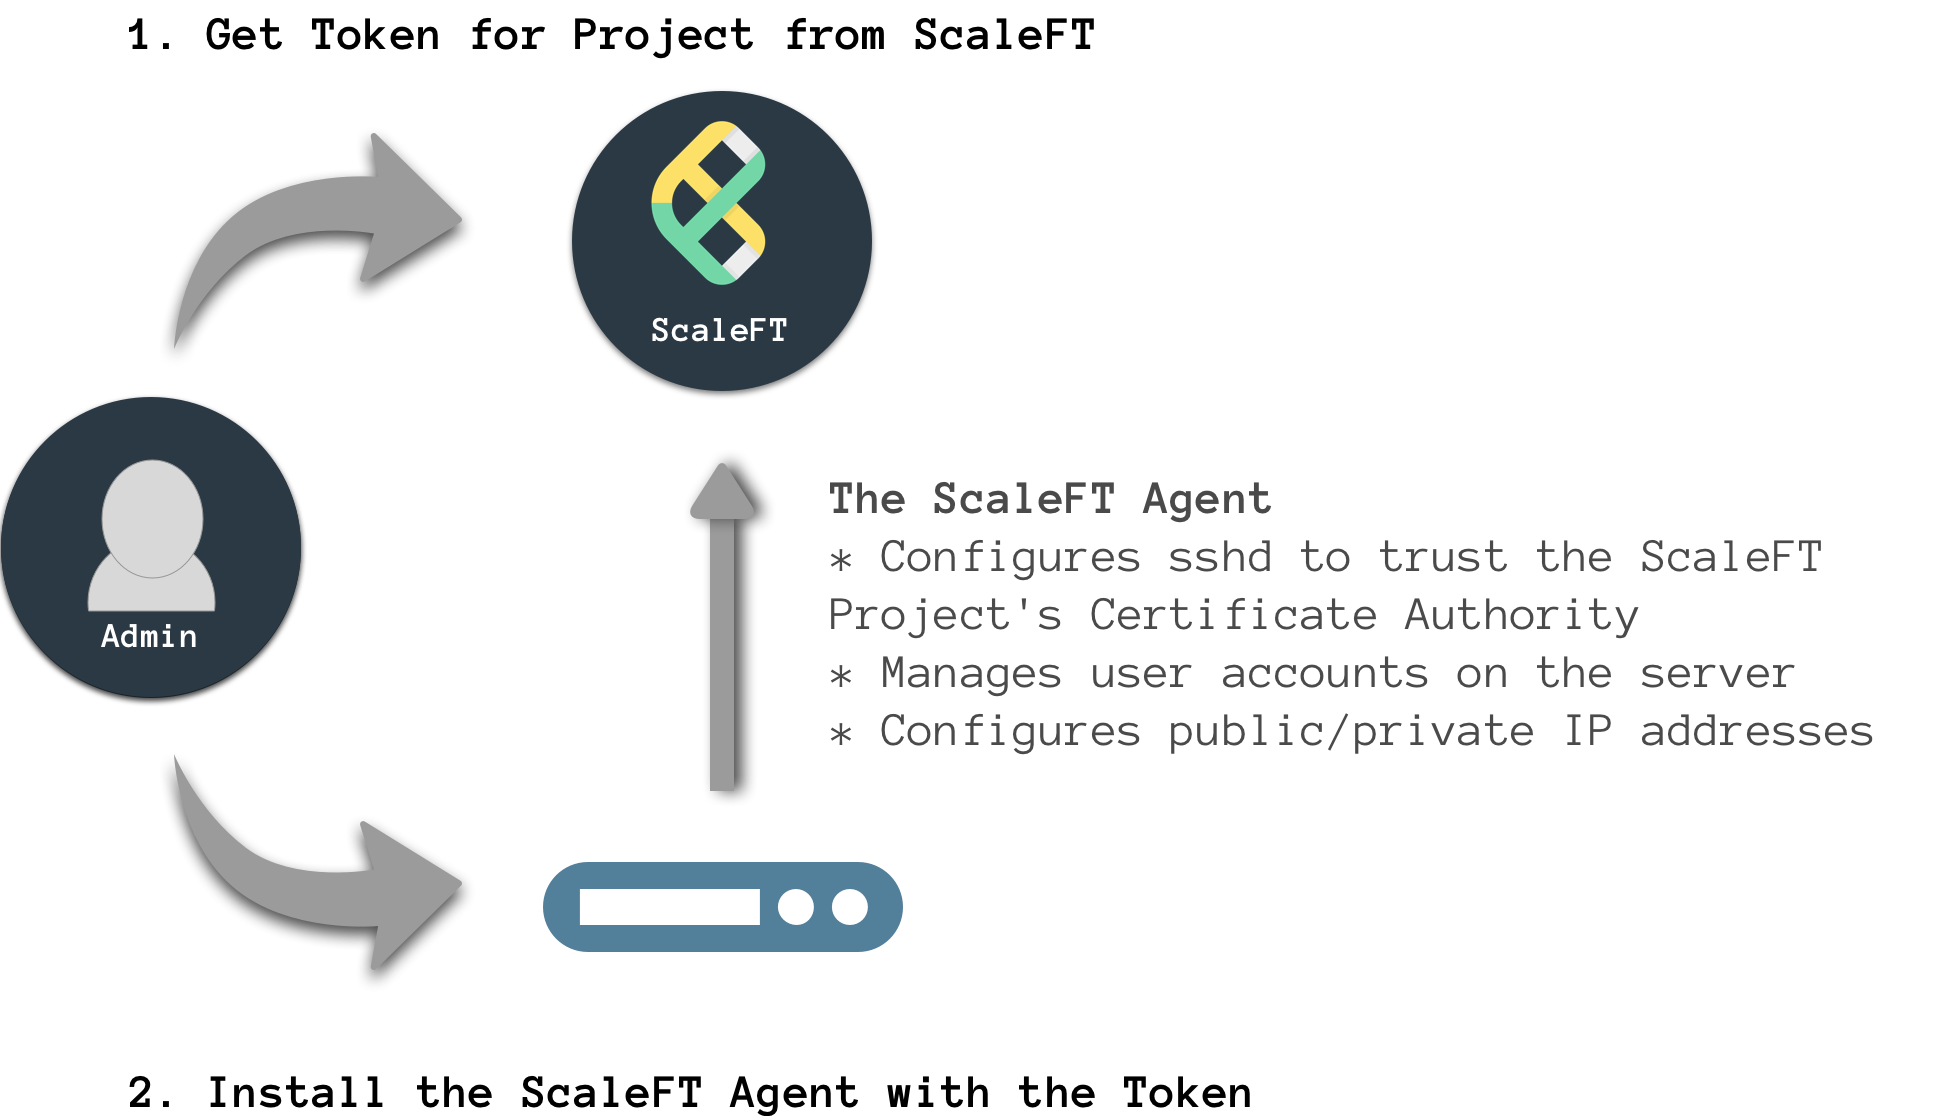 1. Get Token for Project from ScaleFT
ScaleFT
Admin
The ScaleFT Agent
* Configures sshd to trust the ScaleFT
Project's Certificate Authority
* Manages user accounts on the server
* Configures public/private IP addresses
2. Install the ScaleFT Agent with the Token